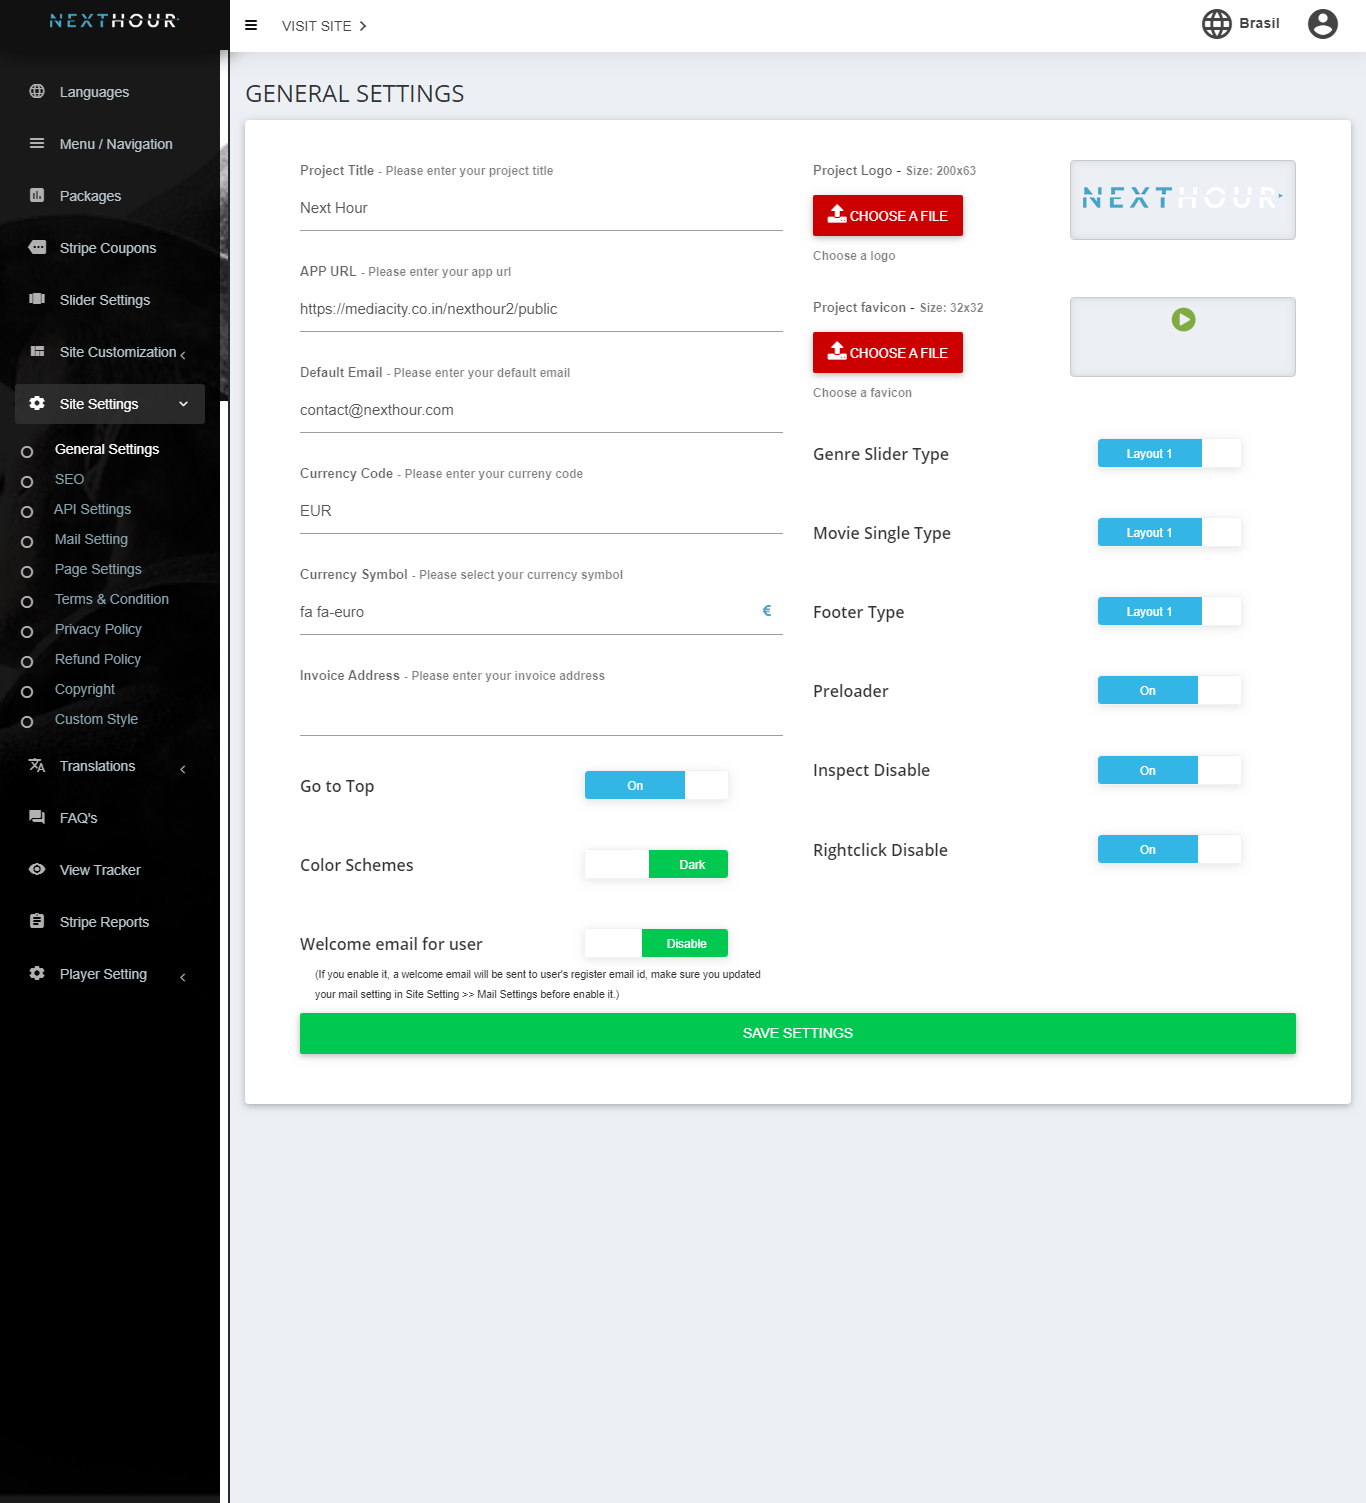 NEXTHOUR
VISIT SITE
Brasil
Languages
Menu / Navigation
Packages
Stripe Coupons
Slider Settings
Site Customization
Site Settings
General Settings
SEO
API Settings
Mail Setting
Page Settings
Terms & Condition
Privacy Policy
Refund Policy
Copyright
Custom Style
Translations
FAQ's
View Tracker
Stripe Reports
Player Setting
GENERAL SETTINGS
Project Title - Please enter your project title
Next Hour
APP URL - Please enter your app url
https://mediacity.co.in/nexthour2/public
Default Email - Please enter your default email
contact@nexthour.com
Currency Code - Please enter your curreny code
EUR
Currency Symbol - Please select your currency symbol
fa fa-euro €
Invoice Address - Please enter your invoice address
Go to Top On
Color Schemes Dark
Welcome email for user Disable
(If you enable it, a welcome email will be sent to user's register email id, make sure you updated
your mail setting in Site Setting >> Mail Settings before enable it.)
Project Logo - Size: 200x63
CHOOSE A FILE
Choose a logo
NEXTHOUR
Project favicon - Size: 32x32
CHOOSE A FILE
Choose a favicon
Genre Slider Type Layout 1
Movie Single Type Layout 1
Footer Type Layout 1
Preloader On
Inspect Disable On
Rightclick Disable On
SAVE SETTINGS